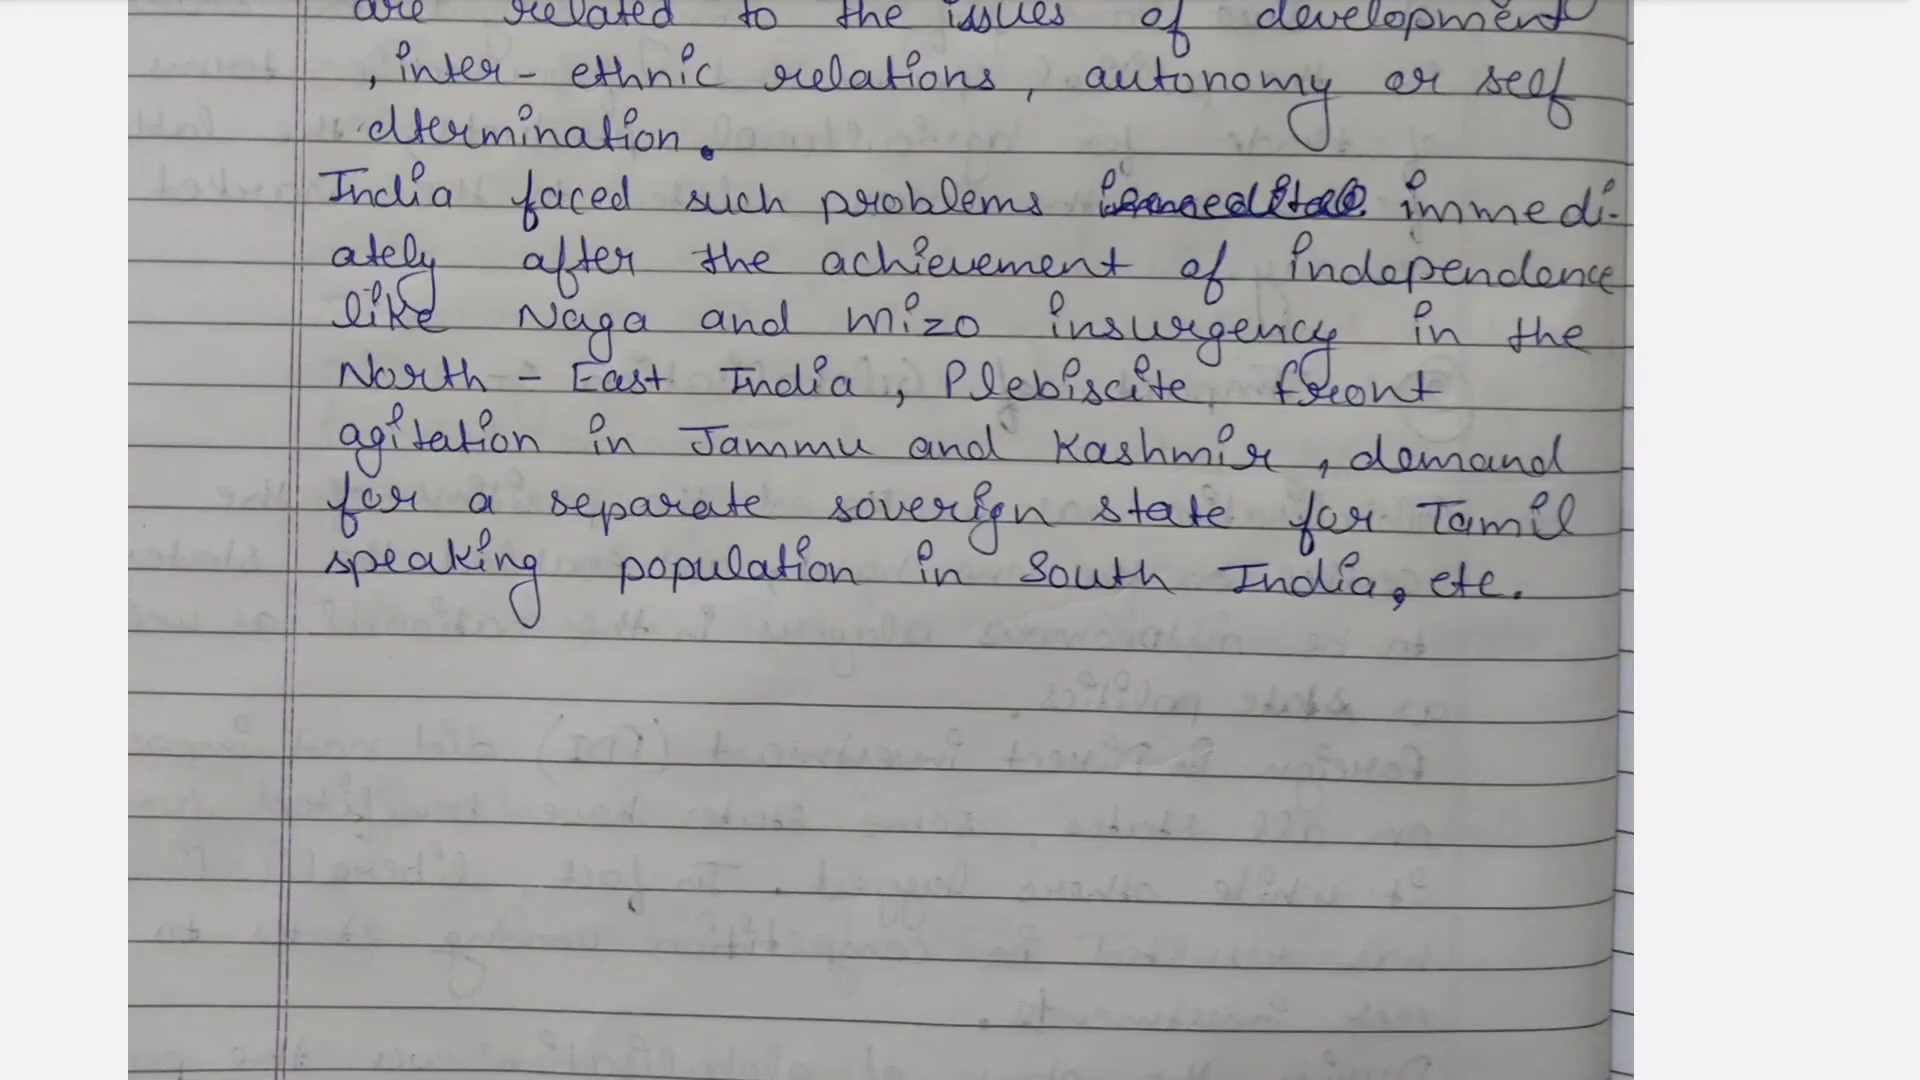 are related to the issues of development
, inter - ethnic relations, autonomy or self
dtermination.
India faced such problems immedi-
ately after the achievement of independence
like Naga and Mizo insurgency in the
North - East India, Plebiscite front
agitation in Jammu and Kashmir, demand
for a separate soverign state for Tamil
speaking population in South India, etc.